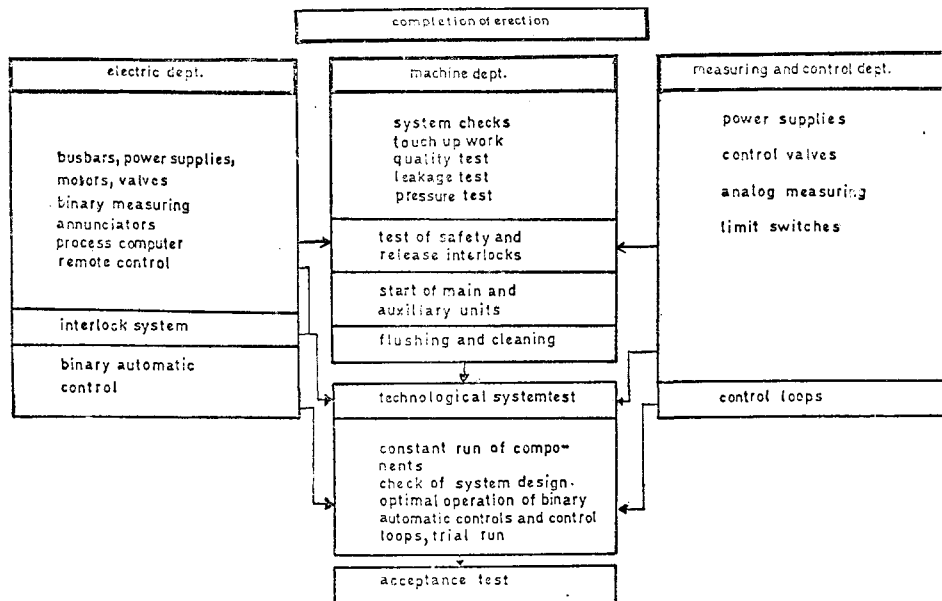 completion of erection
electric dept.
busbars, power supplies,
motors, valves
binary measuring
annunciators
process computer
remote control
interlock system
binary automatic
control
machine dept.
system checks
touch up work
quality test
leakage test
pressure test
test of safety and
release interlocks
start of main and
auxiliary units
flushing and cleaning
measuring and control dept.
power supplies
control valves
analog measuring
limit switches
control loops
technological systemtest
constant run of compo-
nents
check of system design.
optimal operation of binary
automatic controls and control
loops, trial run
acceptance test